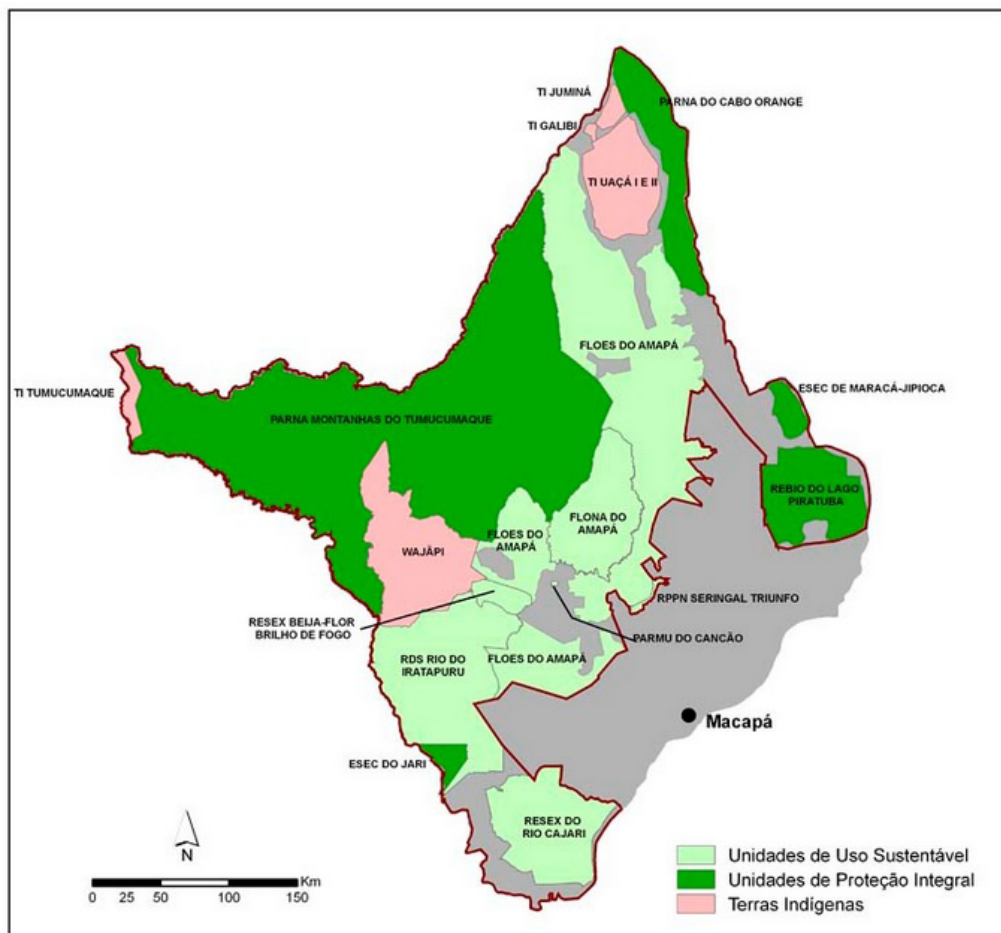 TI JUMINÁ
PARNA DO CABO ORANGE
TI GALIBI
TI UAÇÁ I E II
FLOES DO AMAPÁ
TI TUMUCUMAQUE
ESEC DE MARACÁ-JIPIOCA
PARNA MONTANHAS DO TUMUCUMAQUE
REBIO DO LAGO
PIRATUBA
FLONA DO
AMAPÁ
FLOES DO
AMAPÁ
WAJÃPI
RPPN SERINGAL TRIUNFO
RESEX BEIJA-FLOR
BRILHO DE FOGO
PARMU DO CANCÃO
RDS RIO DO
IRATAPURU
FLOES DO AMAPÁ
Macapá
ESEC DO JARI
RESEX DO
RIO CAJARI
N
Km
0 25 50 100 150
Unidades de Uso Sustentável
Unidades de Proteção Integral
Terras Indígenas